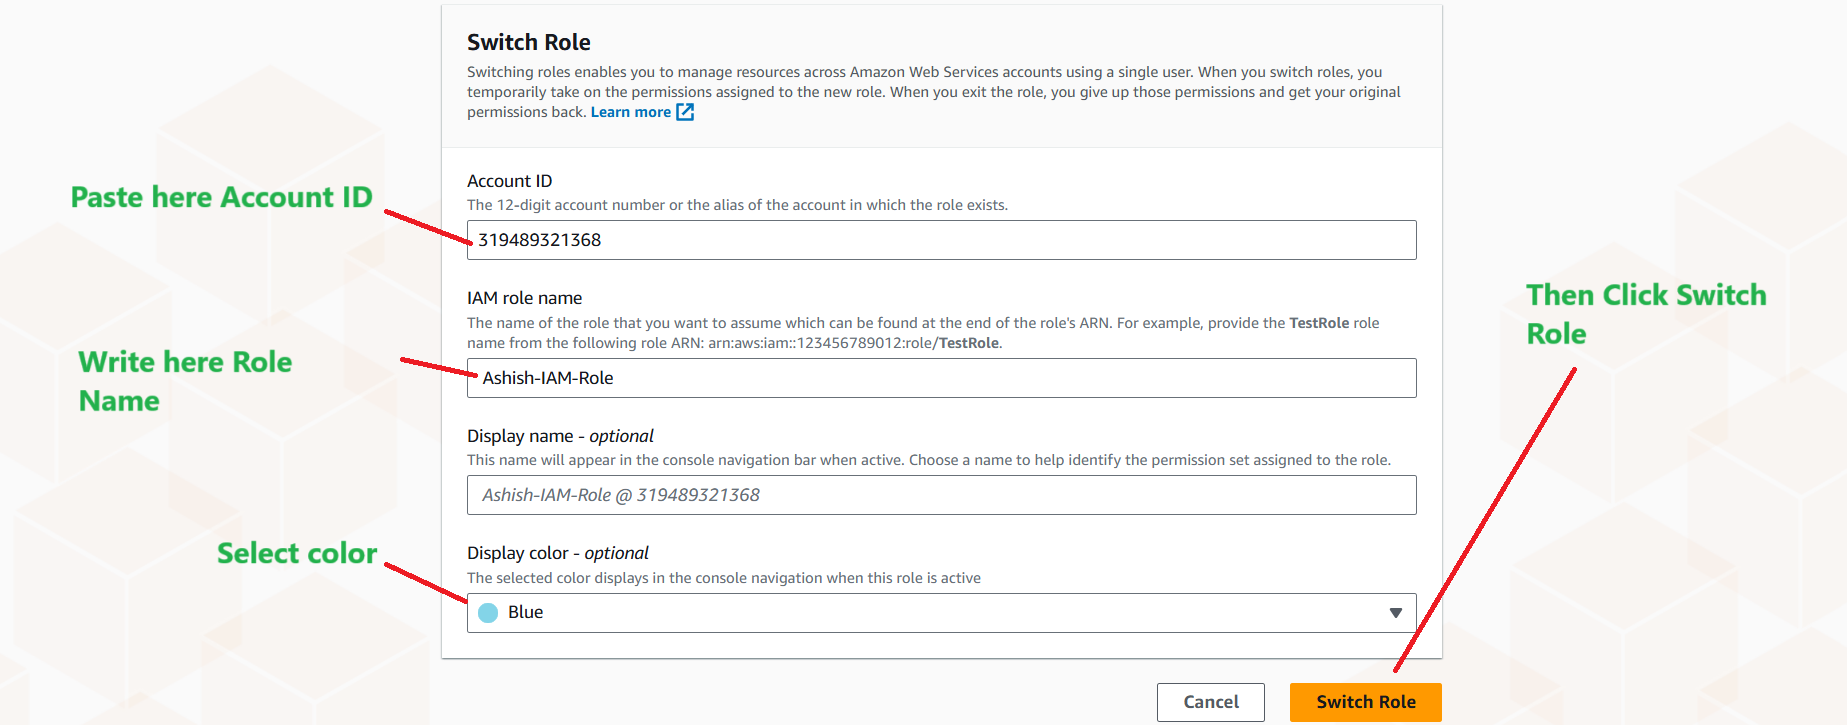 Switch Role
Switching roles enables you to manage resources across Amazon Web Services accounts using a single user. When you switch roles, you
temporarily take on the permissions assigned to the new role. When you exit the role, you give up those permissions and get your original
permissions back. Learn more
Paste here Account ID
Account ID
The 12-digit account number or the alias of the account in which the role exists.
319489321368
IAM role name
The name of the role that you want to assume which can be found at the end of the role's ARN. For example, provide the TestRole role
name from the following role ARN: arn:aws:iam::123456789012:role/TestRole.
Write here Role
Name
Ashish-IAM-Role
Then Click Switch
Role
Display name - optional
This name will appear in the console navigation bar when active. Choose a name to help identify the permission set assigned to the role.
Ashish-IAM-Role @ 319489321368
Select color
Display color - optional
The selected color displays in the console navigation when this role is active
Blue
Cancel
Switch Role